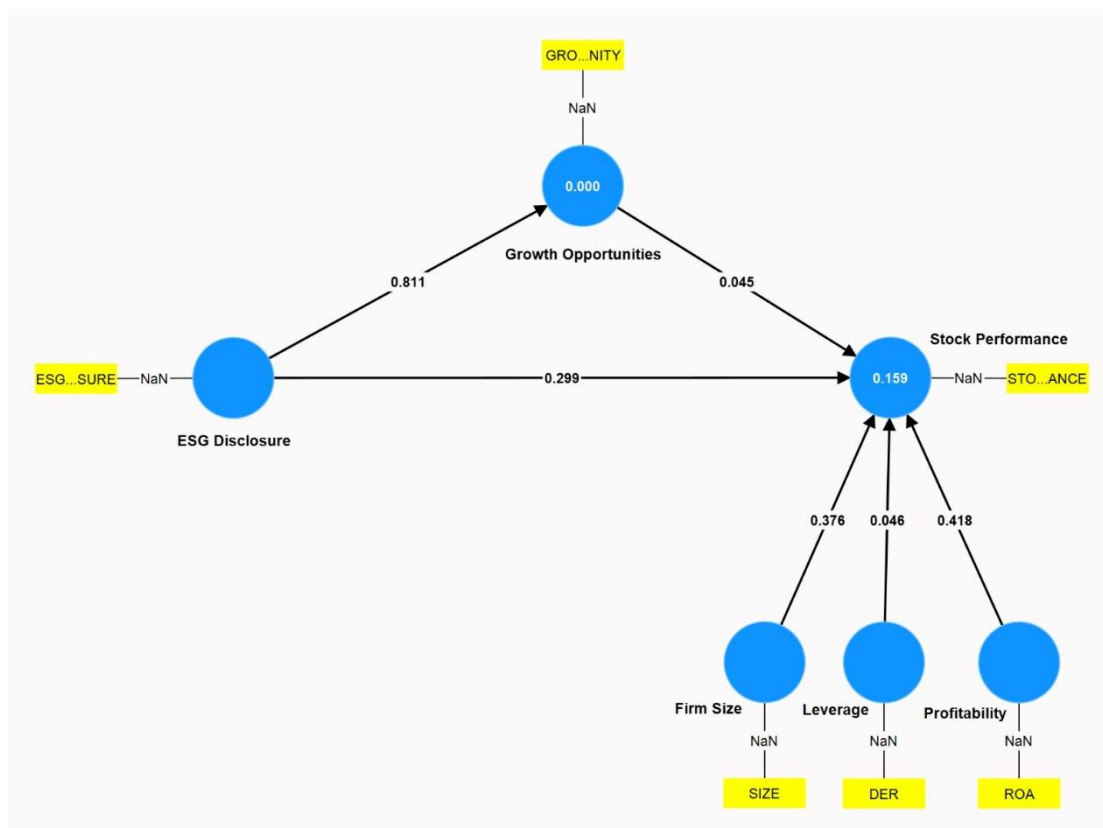 GRO...NITY
NaN
0.000
Growth Opportunities
0.811
0.045
Stock Performance
ESG...SURE
NaN
0.299
0.159
NaN
STO...ANCE
ESG Disclosure
0.376
0.046
0.418
Firm Size
Leverage
Profitability
NaN
NaN
NaN
SIZE
DER
ROA